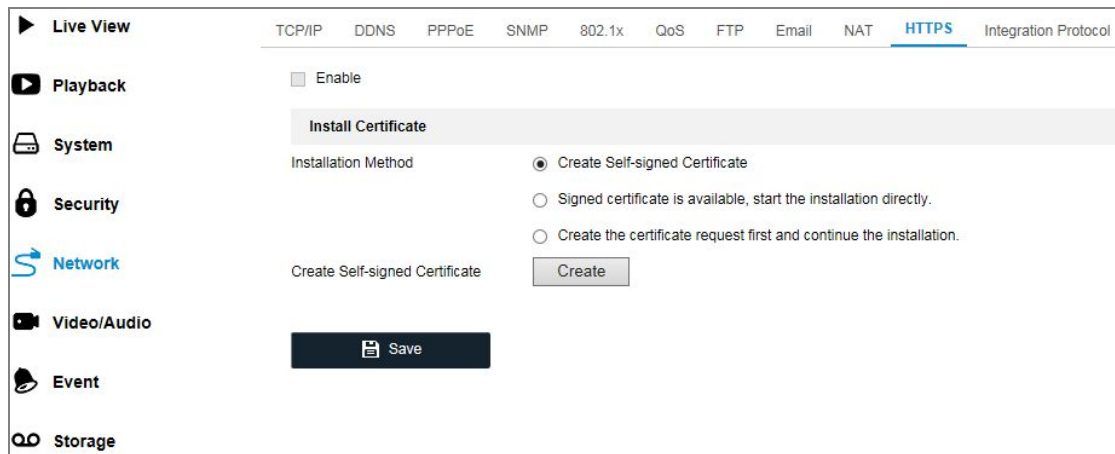 Live View
Playback
System
Security
Network
Video/Audio
Event
Storage
TCP/IP DDNS PPPoE SNMP 802.1x QoS FTP Email NAT HTTPS Integration Protocol
Enable
Install Certificate
Installation Method
Create Self-signed Certificate
Signed certificate is available, start the installation directly.
Create the certificate request first and continue the installation.
Create Self-signed Certificate Create
Save